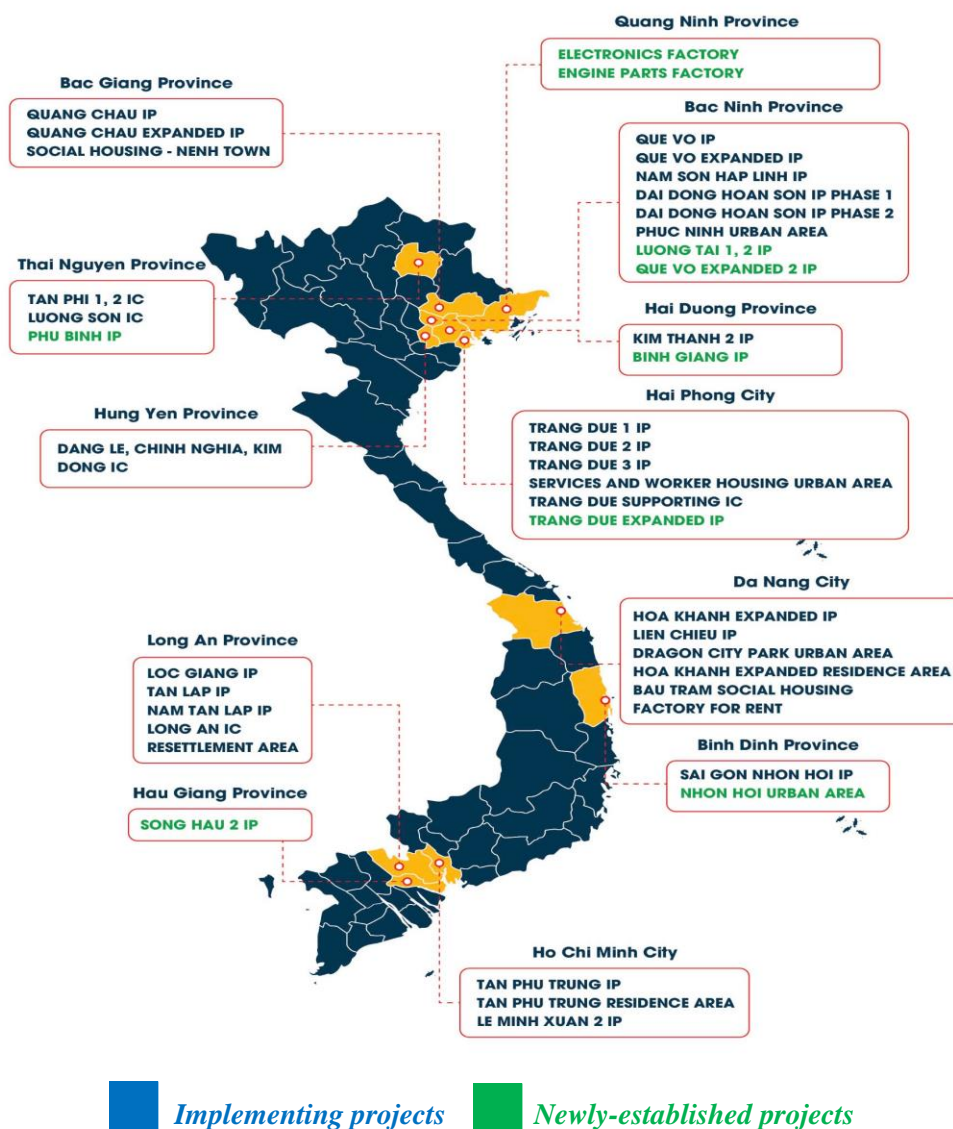 Quang Ninh Province
ELECTRONICS FACTORY
ENGINE PARTS FACTORY
Bac Giang Province
QUANG CHAU IP
QUANG CHAU EXPANDED IP
SOCIAL HOUSING - NENH TOWN
Bac Ninh Province
QUE VO IP
QUE VO EXPANDED IP
NAM SON HAP LINH IP
DAI DONG HOAN SON IP PHASE 1
DAI DONG HOAN SON IP PHASE 2
PHUC NINH URBAN AREA
LUONG TAI 1, 2 IP
QUE VO EXPANDED 2 IP
Thai Nguyen Province
TAN PHI 1, 2 IC
LUONG SON IC
PHU BINH IP
Hai Duong Province
KIM THANH 2 IP
BINH GIANG IP
Hung Yen Province
DANG LE, CHINH NGHIA, KIM
DONG IC
Hai Phong City
TRANG DUE 1 IP
TRANG DUE 2 IP
TRANG DUE 3 IP
SERVICES AND WORKER HOUSING URBAN AREA
TRANG DUE SUPPORTING IC
TRANG DUE EXPANDED IP
Da Nang City
HOA KHANH EXPANDED IP
LIEN CHIEU IP
DRAGON CITY PARK URBAN AREA
HOA KHANH EXPANDED RESIDENCE AREA
BAU TRAM SOCIAL HOUSING
FACTORY FOR RENT
Long An Province
LOC GIANG IP
TAN LAP IP
NAM TAN LAP IP
LONG AN IC
RESETTLEMENT AREA
Binh Dinh Province
SAI GON NHON HOI IP
NHON HOI URBAN AREA
Hau Giang Province
SONG HAU 2 IP
Ho Chi Minh City
TAN PHU TRUNG IP
TAN PHU TRUNG RESIDENCE AREA
LE MINH XUAN 2 IP
Implementing projects
Newly-established projects